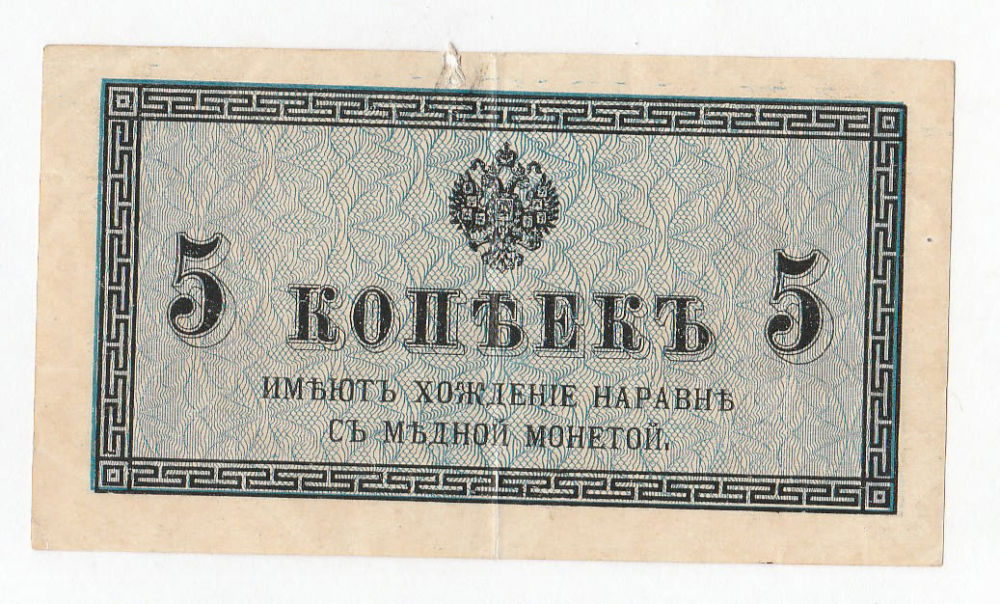 5 КОПѢЕКЪ 5
ИМѢЮТЪ ХОЖДЕНІЕ НАРАВНѢ
СЪ МѢДНОЙ МОНЕТОЙ.